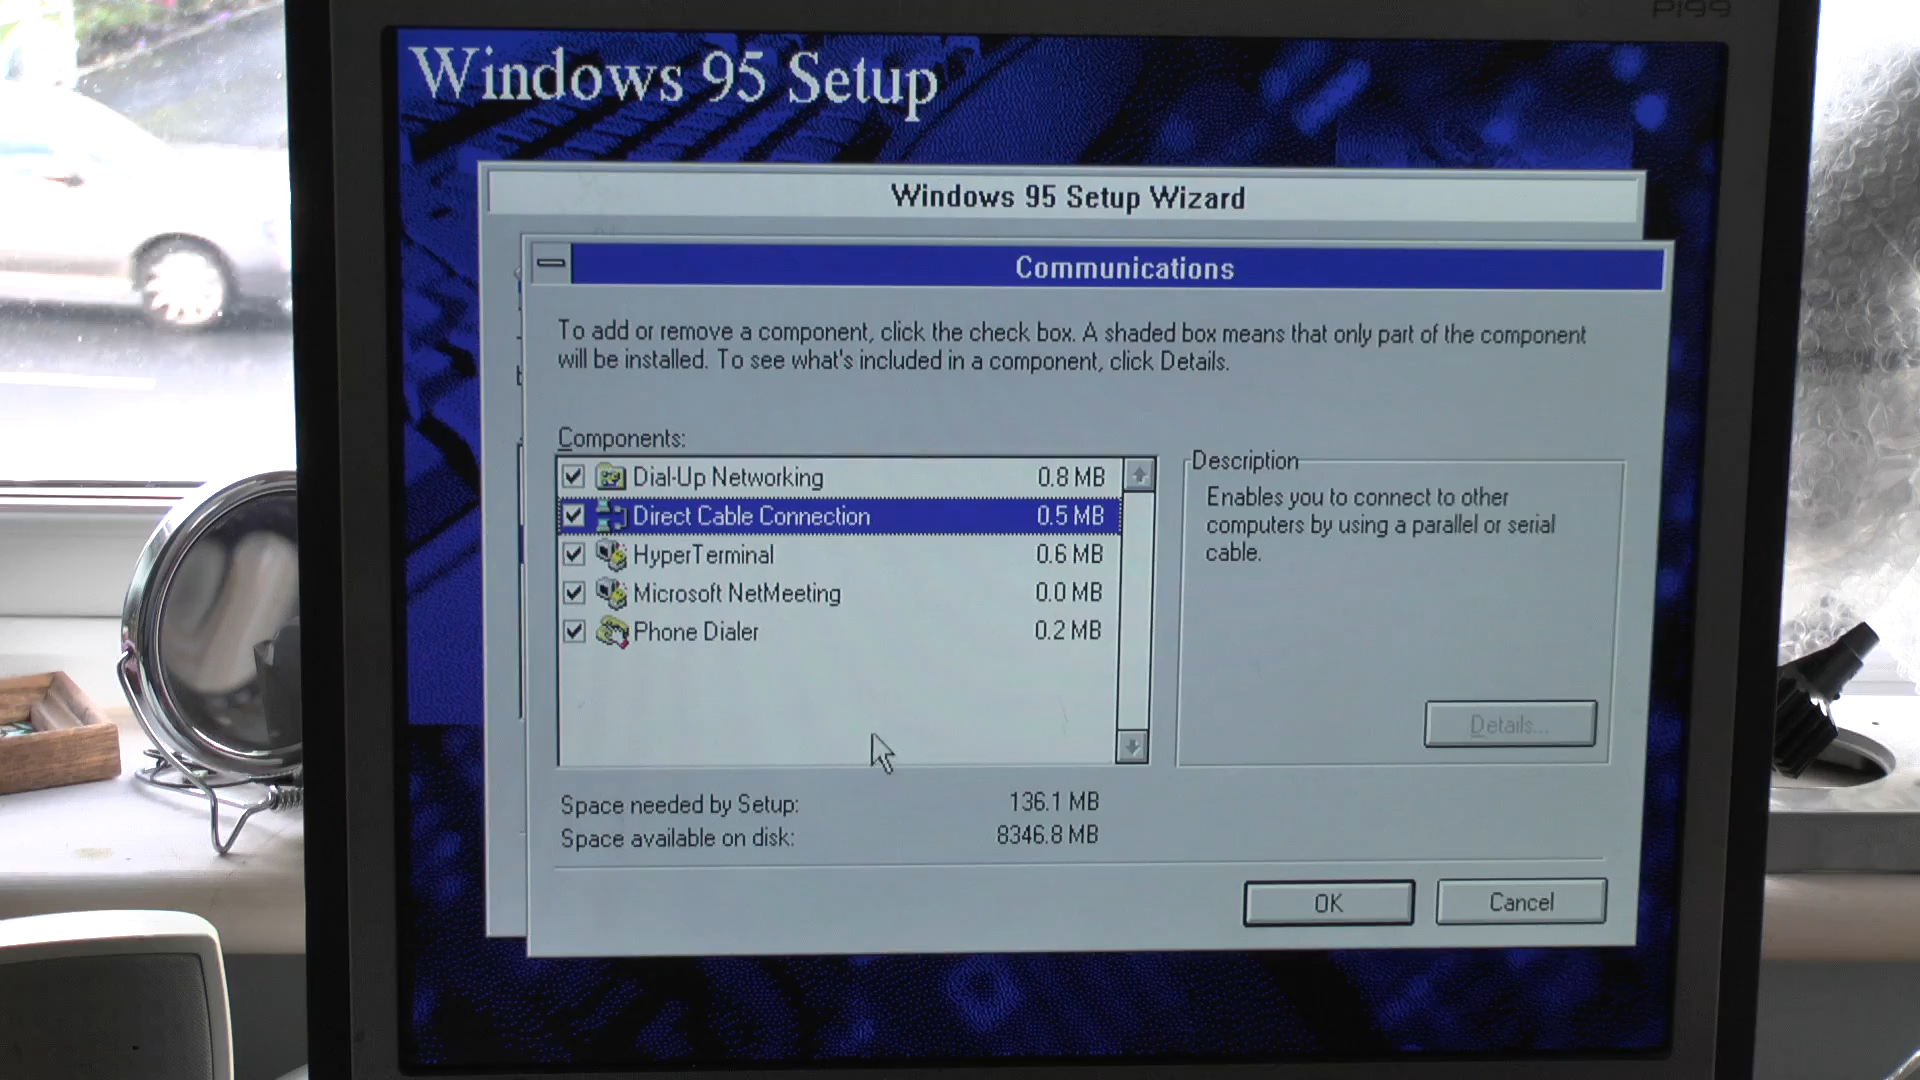 P199
Windows 95 Setup
Windows 95 Setup Wizard
Communications
To add or remove a component, click the check box. A shaded box means that only part of the component
will be installed. To see what's included in a component, click Details.
Components:
Dial-Up Networking 0.8 MB
Direct Cable Connection 0.5 MB
HyperTerminal 0.6 MB
Microsoft NetMeeting 0.0 MB
Phone Dialer 0.2 MB
Description
Enables you to connect to other
computers by using a parallel or serial
cable.
Details...
Space needed by Setup: 136.1 MB
Space available on disk: 8346.8 MB
OK
Cancel